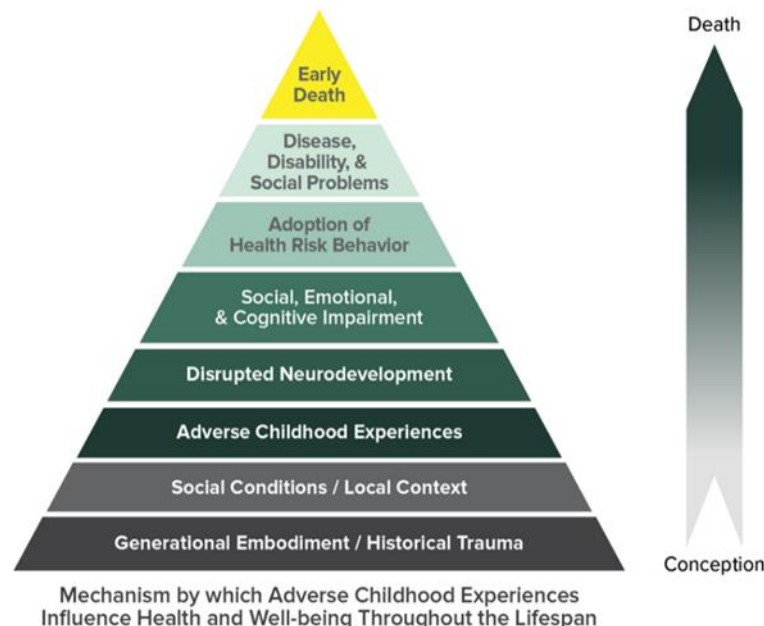 Death
Early
Death
Disease,
Disability, &
Social Problems
Adoption of
Health Risk Behavior
Social, Emotional,
& Cognitive Impairment
Disrupted Neurodevelopment
Adverse Childhood Experiences
Social Conditions / Local Context
Generational Embodiment / Historical Trauma
Conception
Mechanism by which Adverse Childhood Experiences
Influence Health and Well-being Throughout the Lifespan